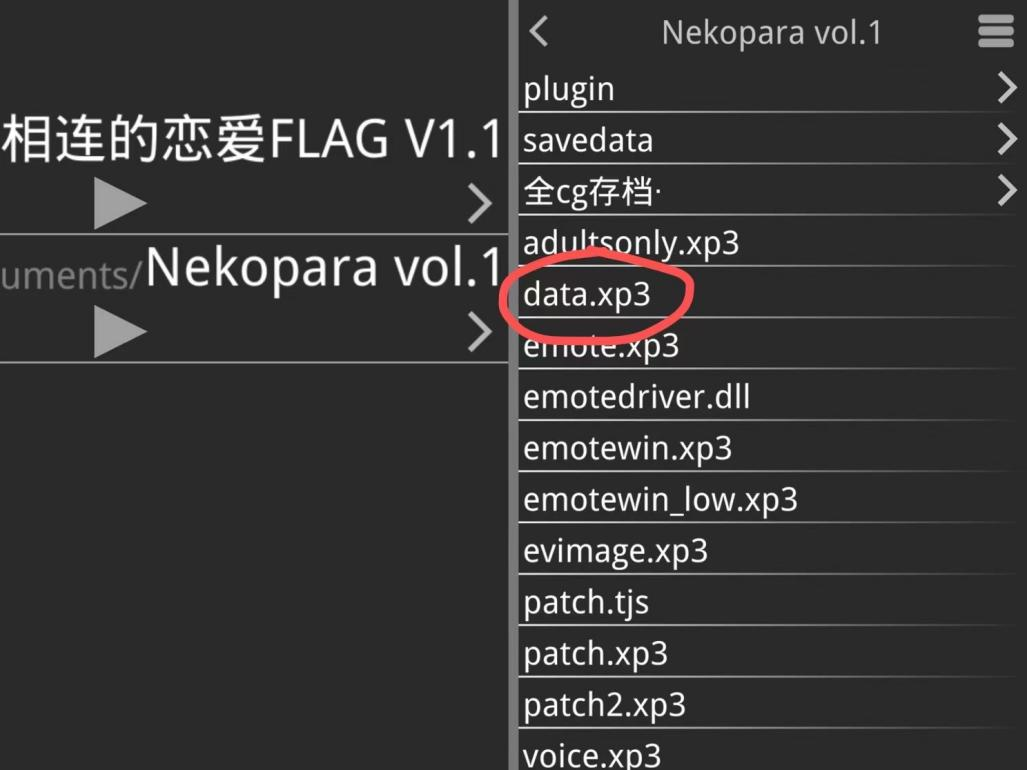 相连的恋爱FLAG V1.1
uments/Nekopara vol.1
Nekopara vol.1
plugin
savedata
全cg存档·
adultsonly.xp3
data.xp3
emote.xp3
emotedriver.dll
emotewin.xp3
emotewin_low.xp3
evimage.xp3
patch.tjs
patch.xp3
patch2.xp3
voice.xp3